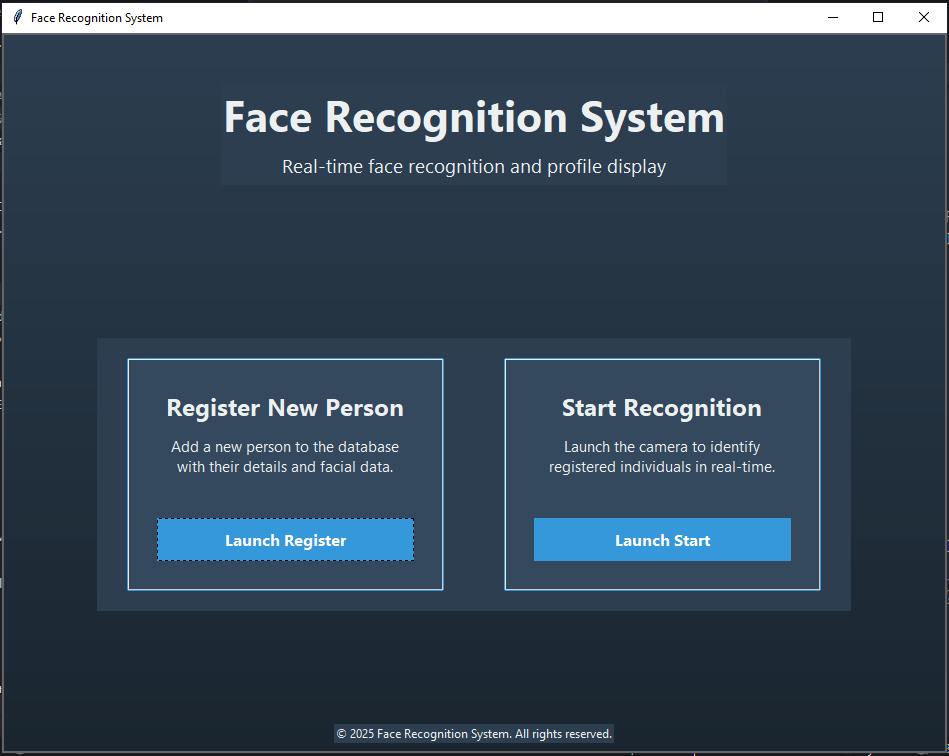 Face Recognition System
Face Recognition System
Real-time face recognition and profile display
Register New Person
Add a new person to the database
with their details and facial data.
Launch Register
Start Recognition
Launch the camera to identify
registered individuals in real-time.
Launch Start
© 2025 Face Recognition System. All rights reserved.